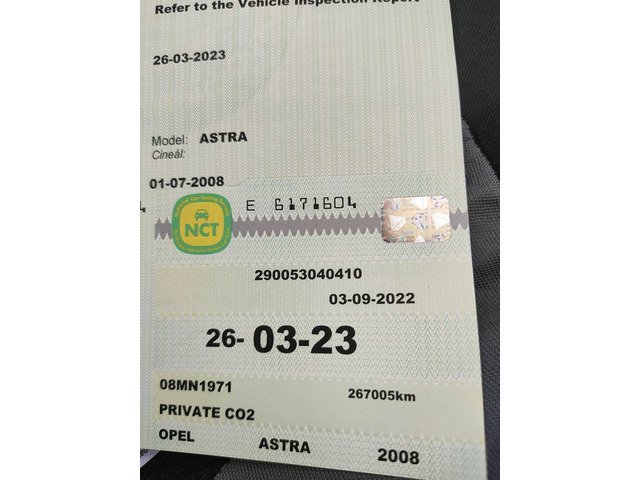 Refer to the Vehicle Inspection Report
26-03-2023
Model: ASTRA
Cineál:
01-07-2008
E 6171604
NCT
290053040410
03-09-2022
26- 03-23
08MN1971 267005km
PRIVATE CO2
OPEL ASTRA 2008